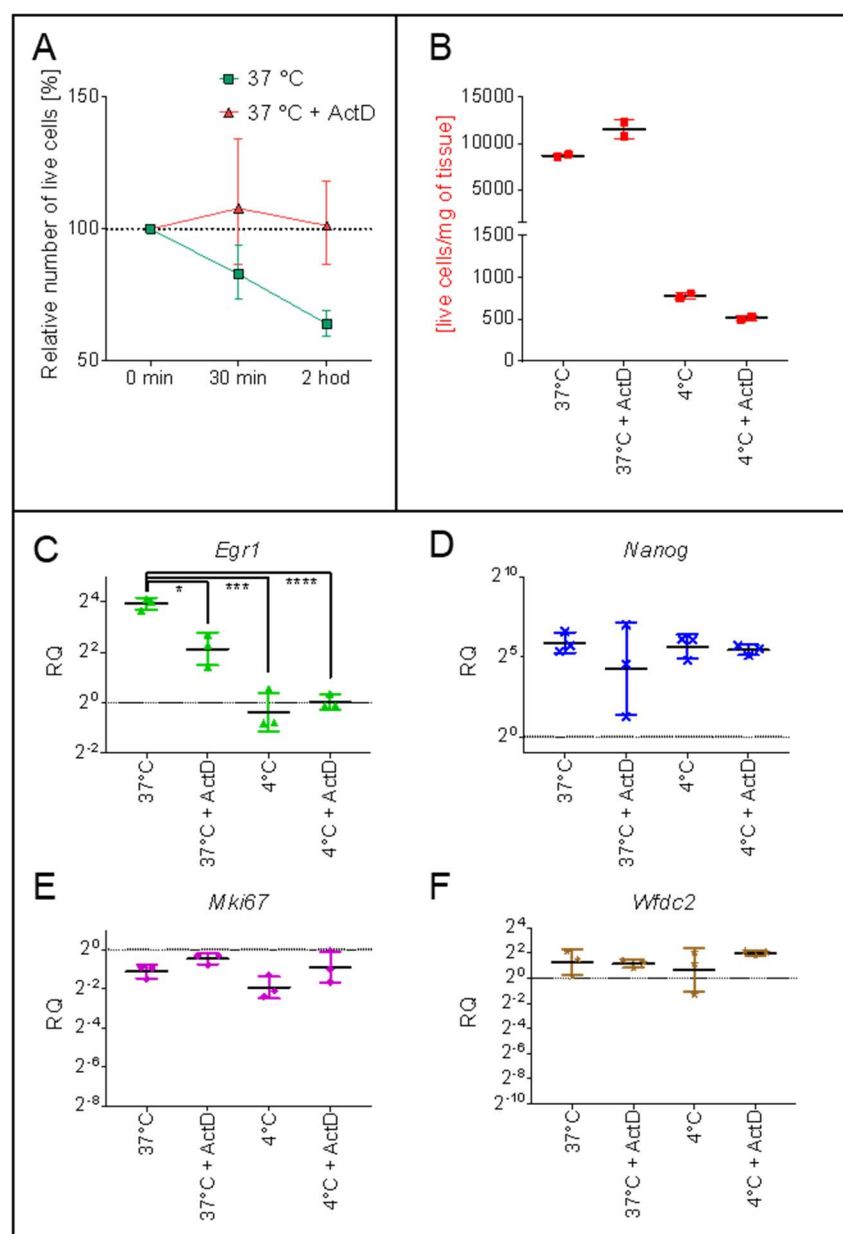 A
37 °C
37 °C + ActD
Relative number of live cells [%]
150
100
50
0 min
30 min
2 hod
B
[live cells/mg of tissue]
15000
10000
5000
1500
1000
500
0
37°C
37°C + ActD
4°C
4°C + ActD
C
Egr1
RQ
2^4
2^2
2^0
2^-2
*
***
****
37°C
37°C + ActD
4°C
4°C + ActD
D
Nanog
RQ
2^10
2^5
2^0
37°C
37°C + ActD
4°C
4°C + ActD
E
Mki67
RQ
2^0
2^-2
2^-4
2^-6
2^-8
37°C
37°C + ActD
4°C
4°C + ActD
F
Wfdc2
RQ
2^4
2^2
2^0
2^-2
2^-4
2^-6
2^-8
2^-10
37°C
37°C + ActD
4°C
4°C + ActD